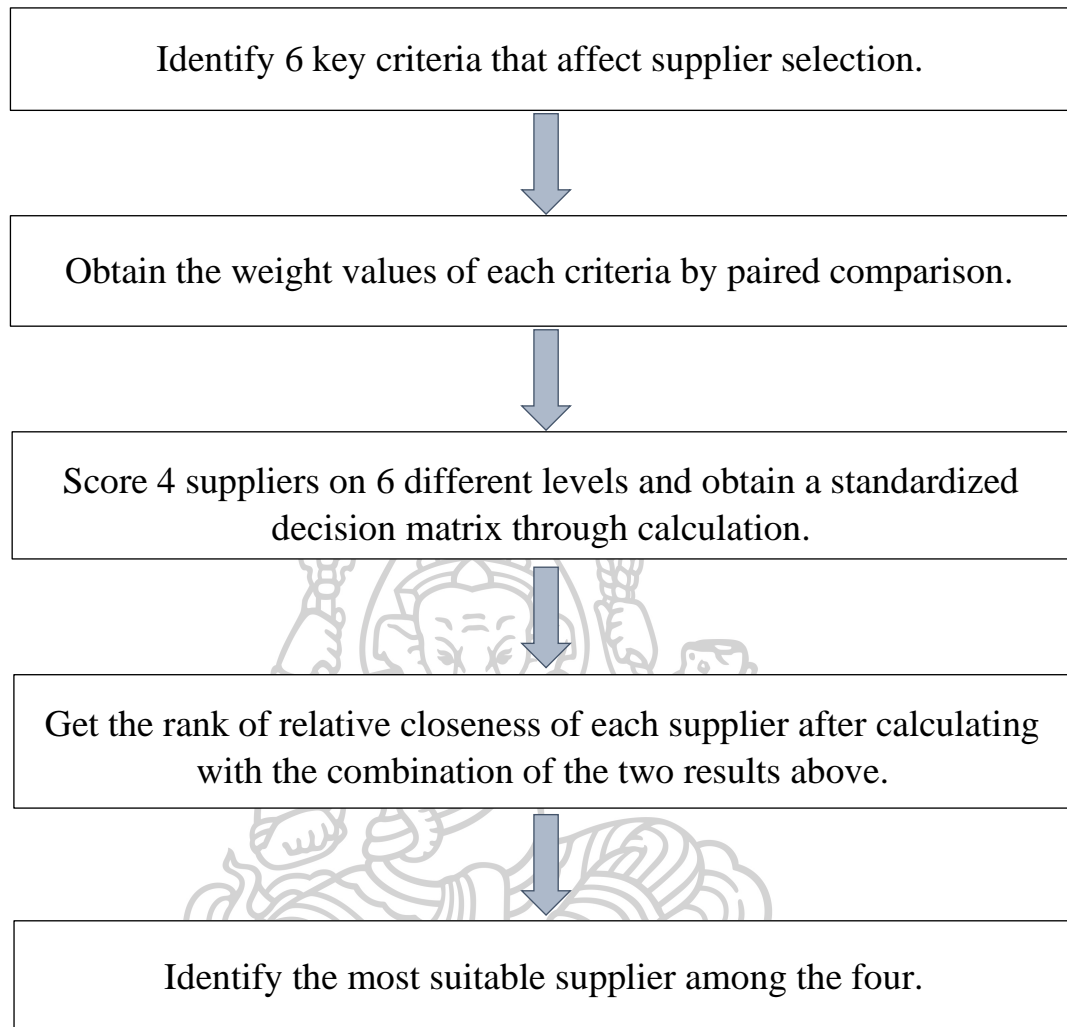 Identify 6 key criteria that affect supplier selection.
Obtain the weight values of each criteria by paired comparison.
Score 4 suppliers on 6 different levels and obtain a standardized
decision matrix through calculation.
Get the rank of relative closeness of each supplier after calculating
with the combination of the two results above.
Identify the most suitable supplier among the four.